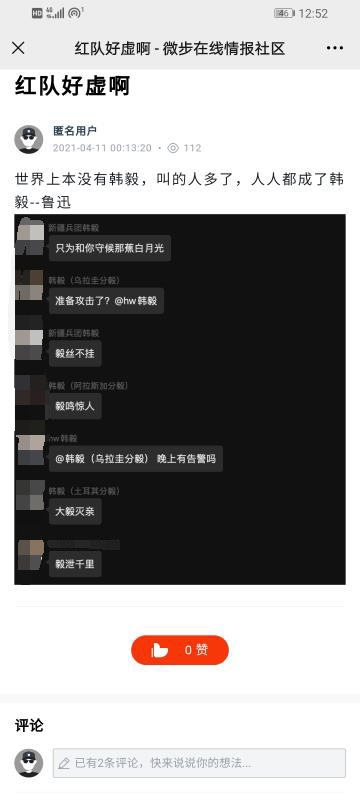 HD 4G 1 46 12:52
红队好虚啊 - 微步在线情报社区
红队好虚啊
匿名用户
2021-04-11 00:13:20 · 112
世界上本没有韩毅，叫的人多了，人人都成了韩
毅--鲁迅
新疆兵团韩毅
只为和你守候那蕉白月光
韩毅（乌拉圭分毅）
准备攻击了？@hw韩毅
新疆兵团韩毅
毅丝不挂
韩毅（阿拉斯加分毅）
毅鸣惊人
hw韩毅
@韩毅（乌拉圭分毅） 晚上有告警吗
韩毅（土耳其分毅）
大毅灭亲
毅泄千里
0 赞
评论
已有2条评论，快来说说你的想法...